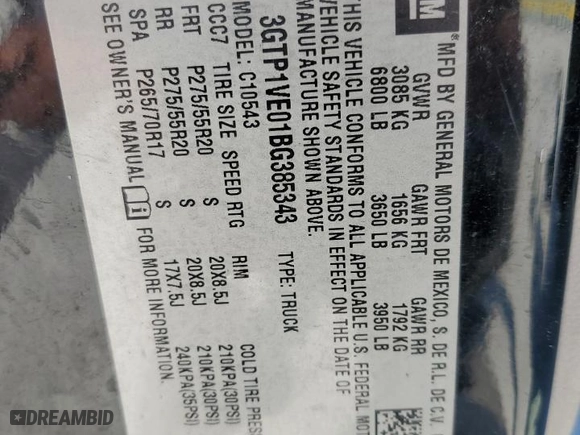 GM
MFD BY GENERAL MOTORS DE MEXICO, S. DE R.L. DE C.V.
GVWR GAWR FRT GAWR RR
3085 KG 1656 KG 1792 KG
6800 LB 3650 LB 3950 LB
THIS VEHICLE CONFORMS TO ALL APPLICABLE U.S. FEDERAL
VEHICLE SAFETY STANDARDS IN EFFECT ON THE DATE OF
MANUFACTURE SHOWN ABOVE.
3GTP1VE01BG385343 TYPE: TRUCK
MODEL: C10543
CCC7 TIRE SIZE SPEED RTG RIM COLD TIRE PRES
FRT P275/55R20 S 20X8.5J 210KPA(30PSI)
RR P275/55R20 S 20X8.5J 210KPA(30PSI)
SPA P265/70R17 17X7.5J 240KPA(35PSI)
SEE OWNER'S MANUAL FOR MORE INFORMATION.
DREAMBID